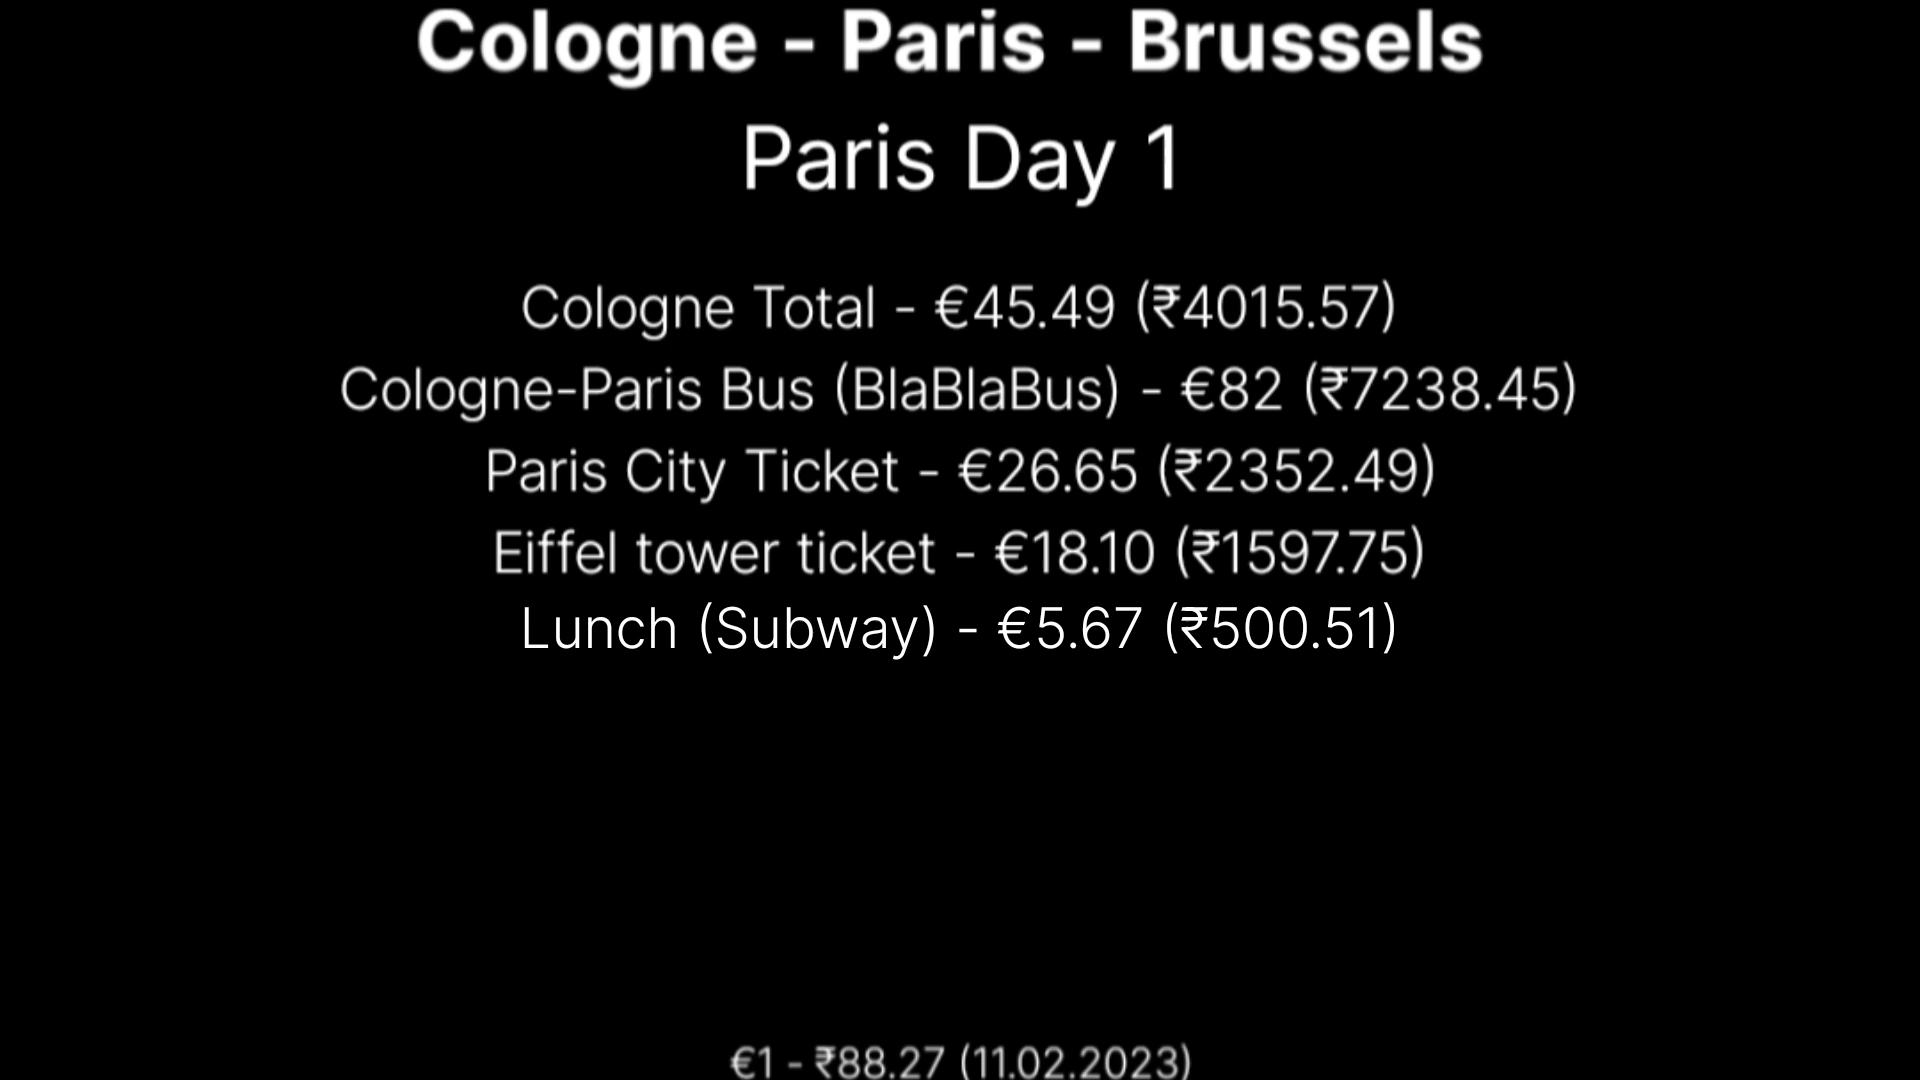 Cologne - Paris - Brussels
Paris Day 1
Cologne Total - €45.49 (₹4015.57)
Cologne-Paris Bus (BlaBlaBus) - €82 (₹7238.45)
Paris City Ticket - €26.65 (₹2352.49)
Eiffel tower ticket - €18.10 (₹1597.75)
Lunch (Subway) - €5.67 (₹500.51)
€1 - ₹88.27 (11.02.2023)